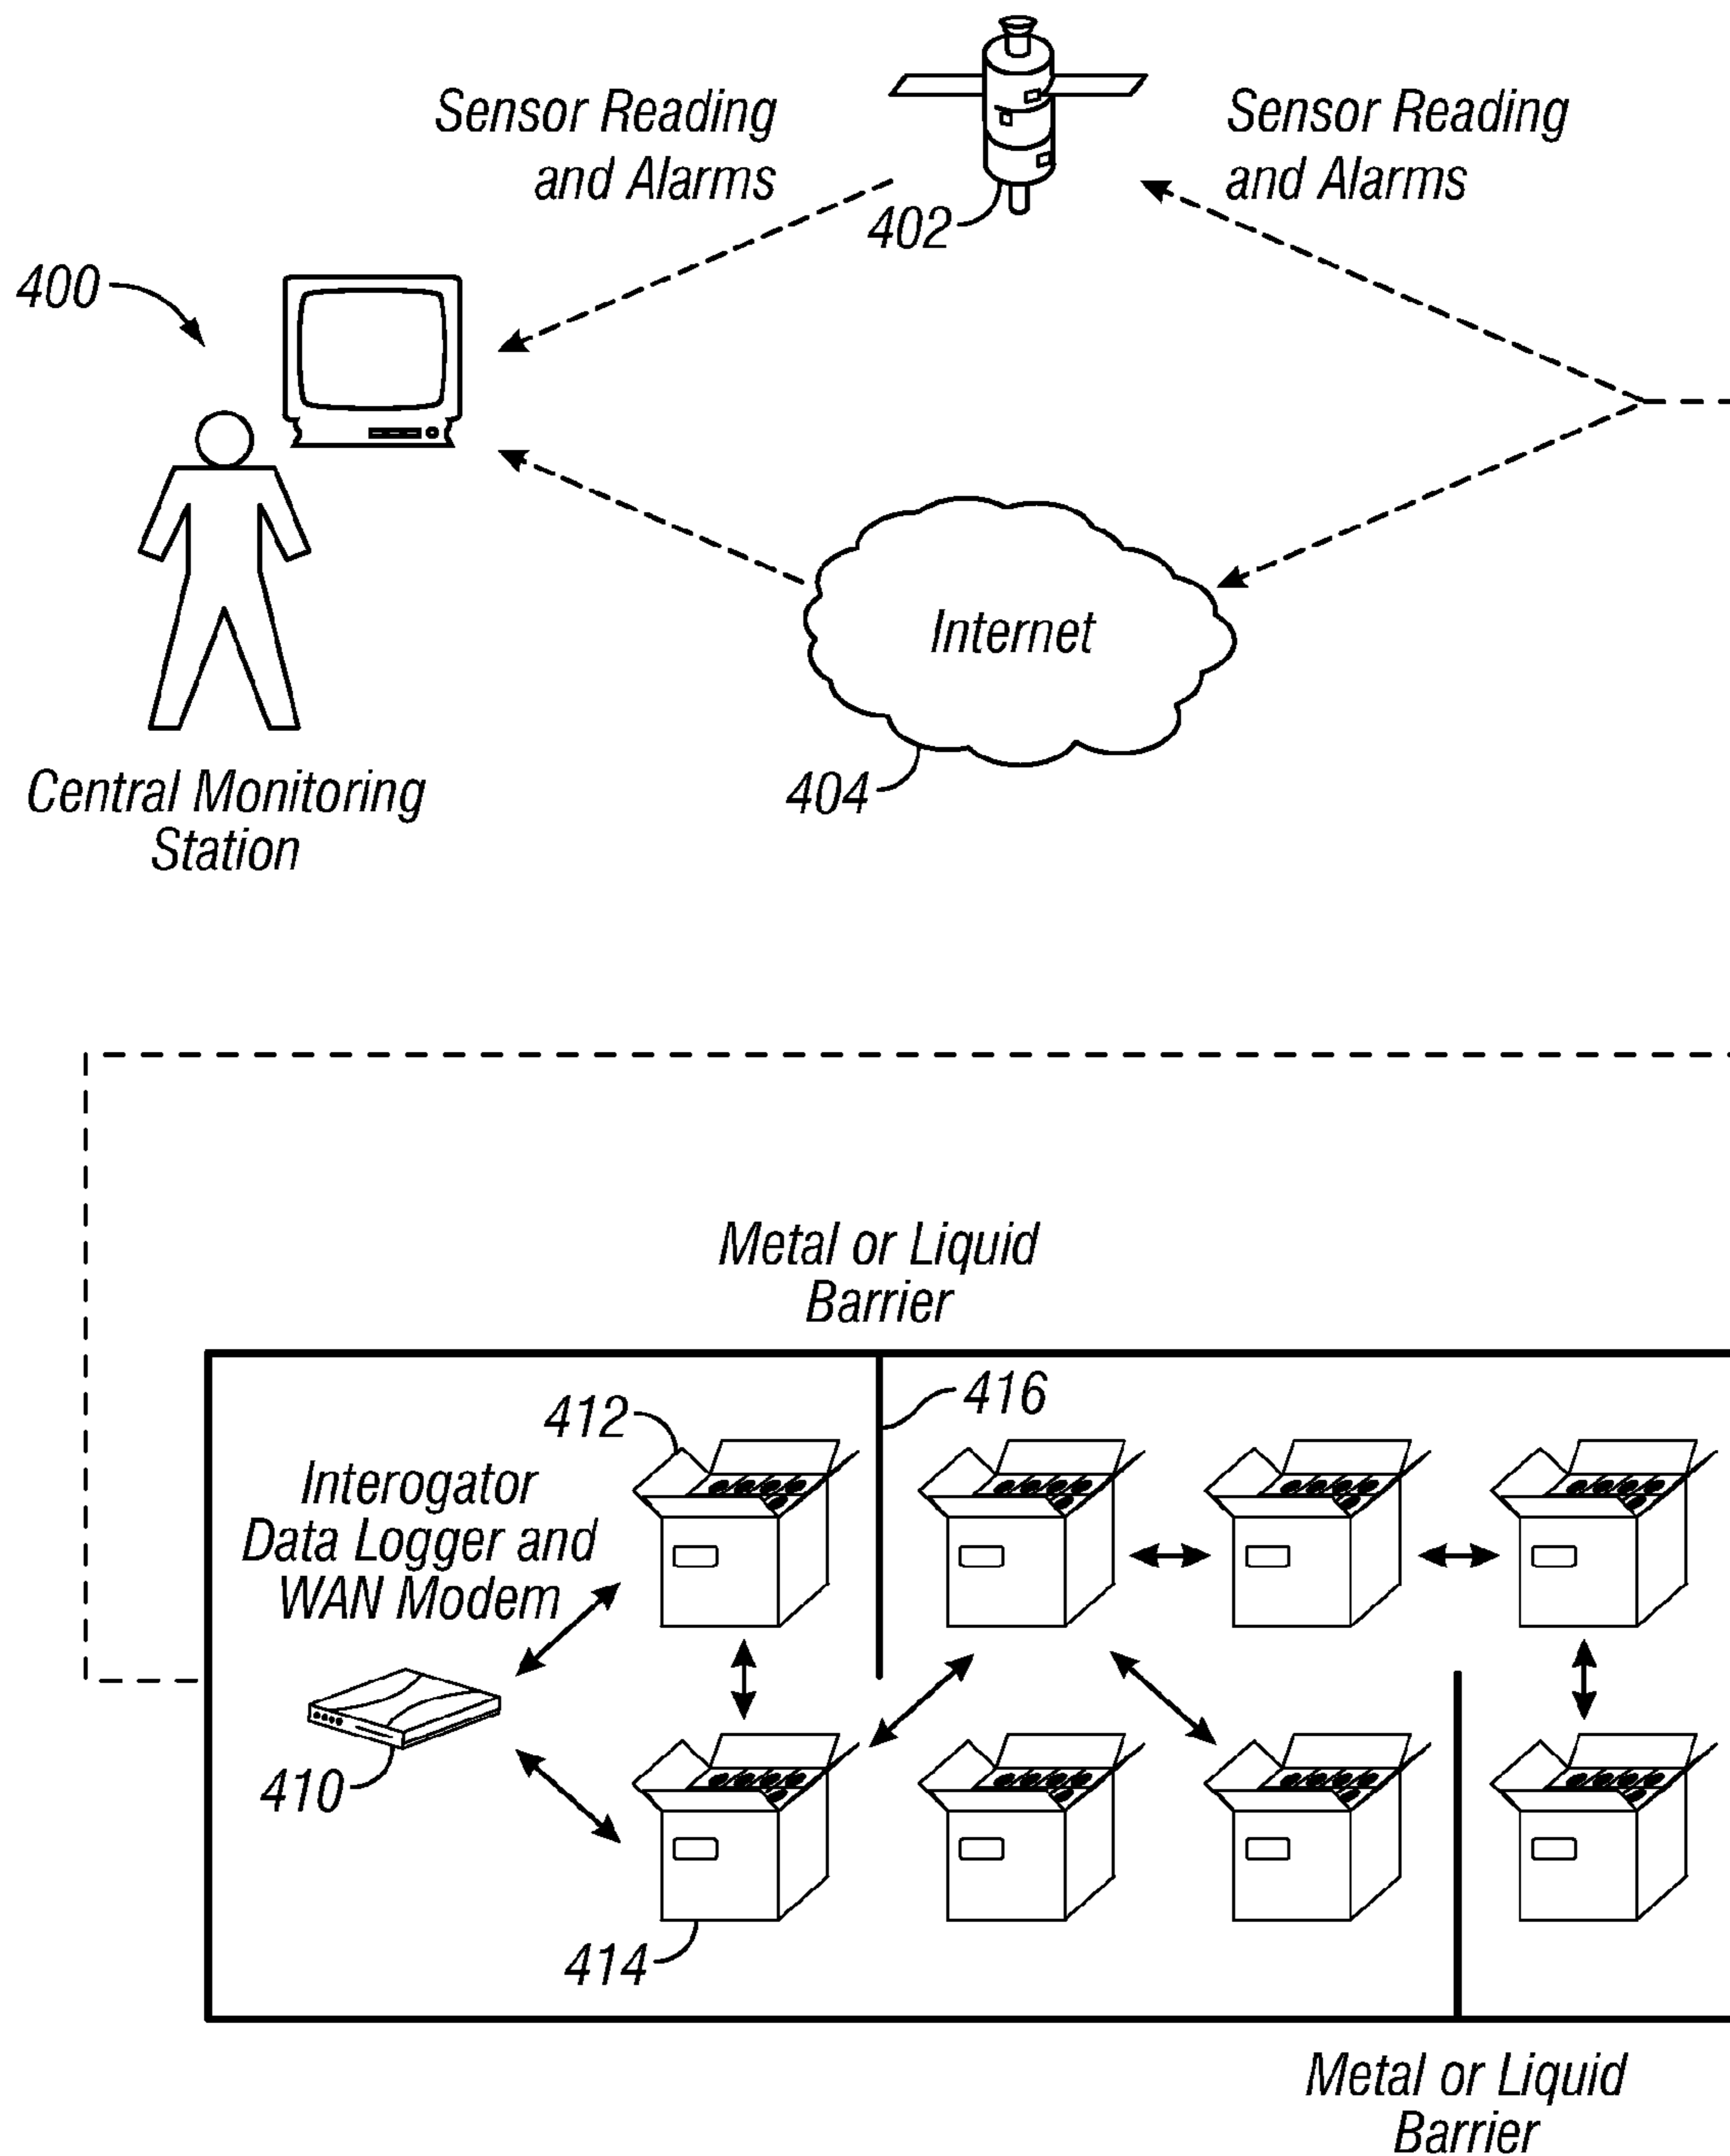 Sensor Reading
and Alarms
402
Sensor Reading
and Alarms
400
Internet
404
Central Monitoring
Station
Metal or Liquid
Barrier
412
416
Interogator
Data Logger and
WAN Modem
410
414
Metal or Liquid
Barrier